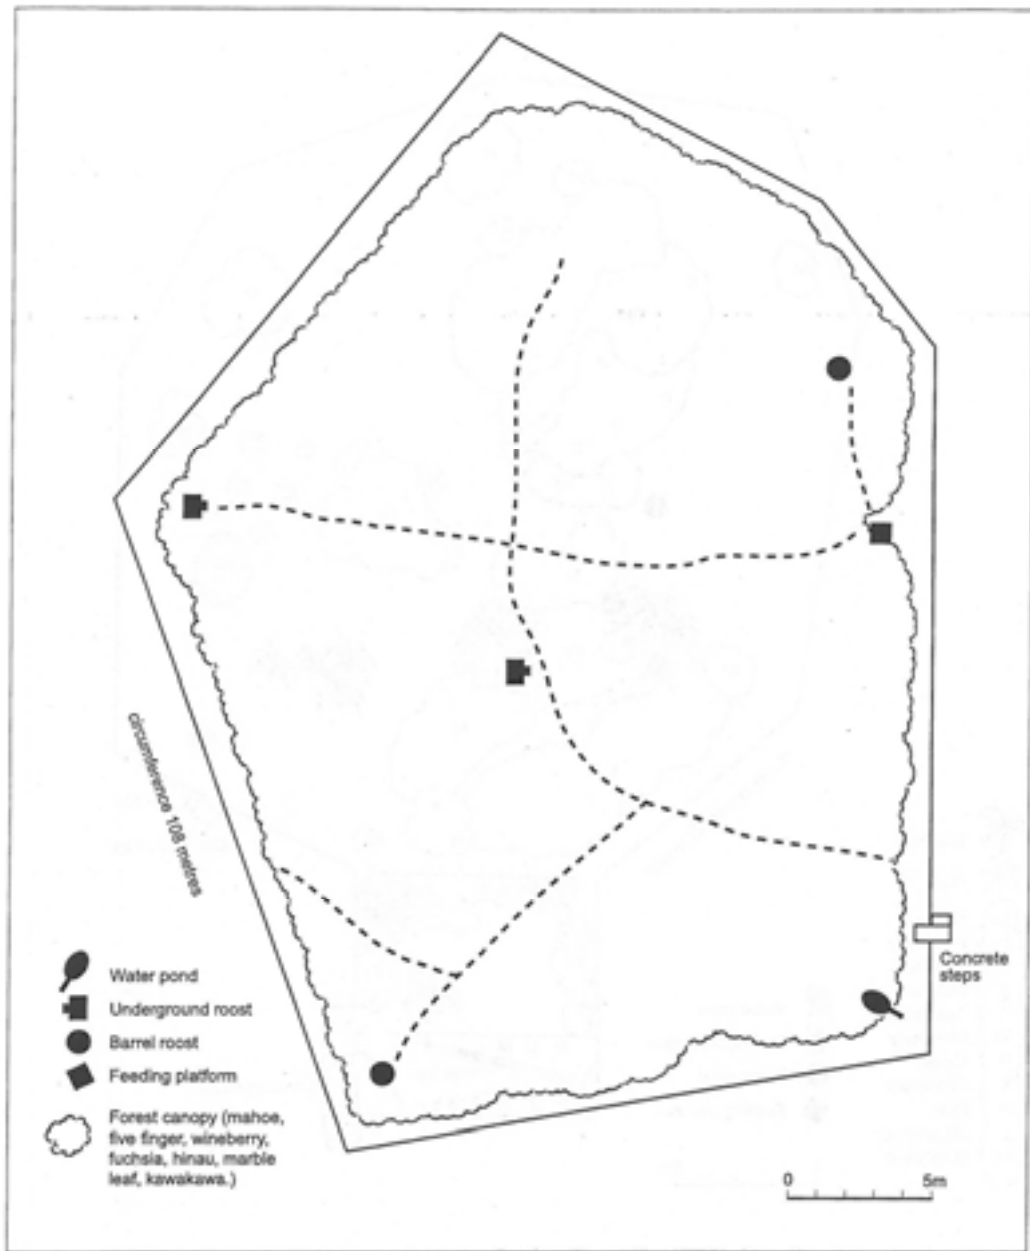 circumference 108 metres
Water pond
Underground roost
Barrel roost
Feeding platform
Forest canopy (mahoe,
five finger, wineberry,
fuchsia, hinau, marble
leaf, kawakawa.)
Concrete
steps
0 5m